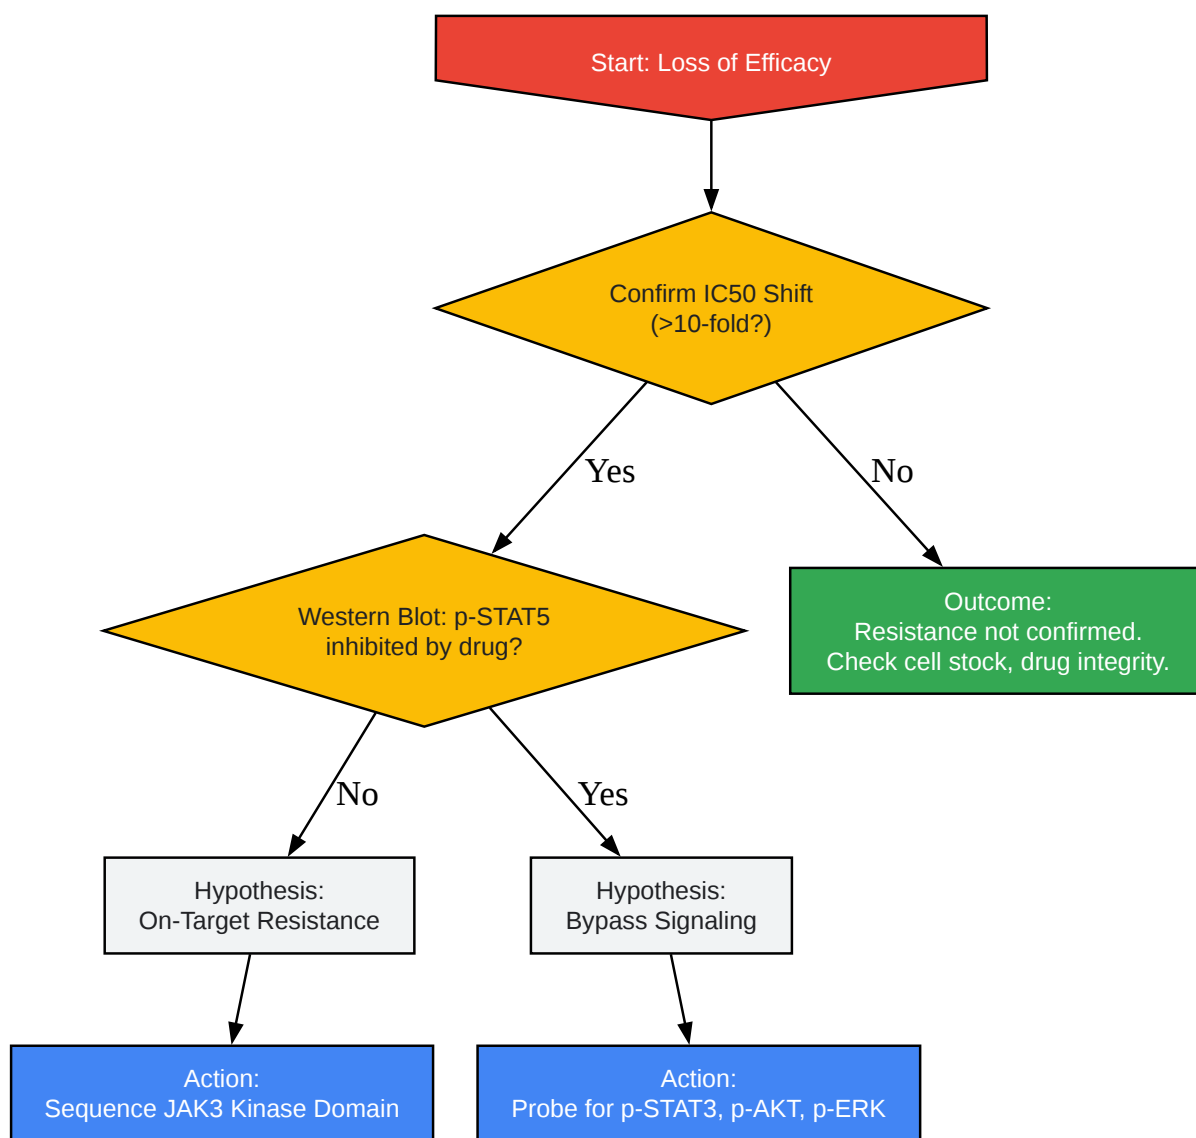 Start: Loss of Efficacy
Confirm IC50 Shift
(>10-fold?)
Yes
No
Western Blot: p-STAT5
inhibited by drug?
Outcome:
Resistance not confirmed.
Check cell stock, drug integrity.
No
Yes
Hypothesis:
On-Target Resistance
Hypothesis:
Bypass Signaling
Action:
Sequence JAK3 Kinase Domain
Action:
Probe for p-STAT3, p-AKT, p-ERK